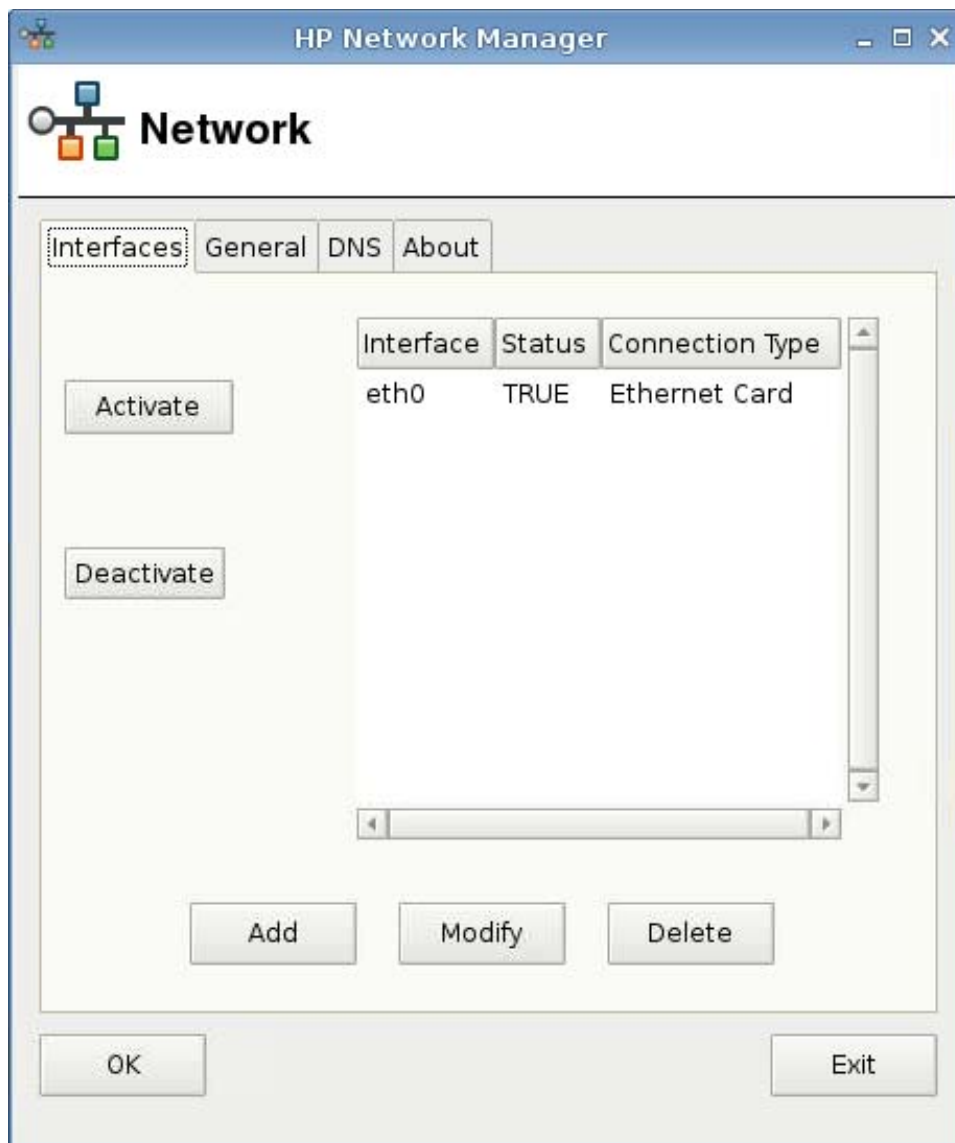 HP Network Manager
Network
Interfaces General DNS About
Interface Status Connection Type
eth0 TRUE Ethernet Card
Activate
Deactivate
Add Modify Delete
OK Exit